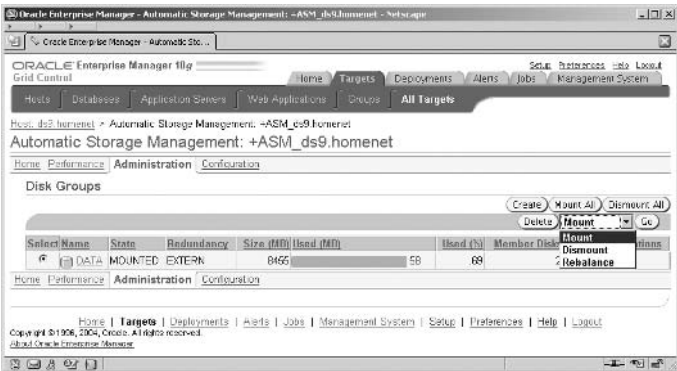 Oracle Enterprise Manager - Automatic Storage Management: +ASM_ds9.homenet - Netscape
Oracle Enterprise Manager - Automatic Sto...
ORACLE Enterprise Manager 10g
Grid Control
Setup Preferences Help Logout
Home Targets Deployments Alerts Jobs Management System
Hosts Databases Application Servers Web Applications Groups All Targets
Host: ds9.homenet > Automatic Storage Management: +ASM_ds9.homenet
Automatic Storage Management: +ASM_ds9.homenet
Home Performance Administration Configuration
Disk Groups
Create Mount All Dismount All
Delete Mount Go
Mount
Dismount
Rebalance
Select Name State Redundancy Size (MB) Used (MB) Used (%) Member Disks
DATA MOUNTED EXTERN
Home Performance Administration Configuration
Home | Targets | Deployments | Alerts | Jobs | Management System | Setup | Preferences | Help | Logout
Copyright © 1996, 2004, Oracle. All rights reserved.
About Oracle Enterprise Manager